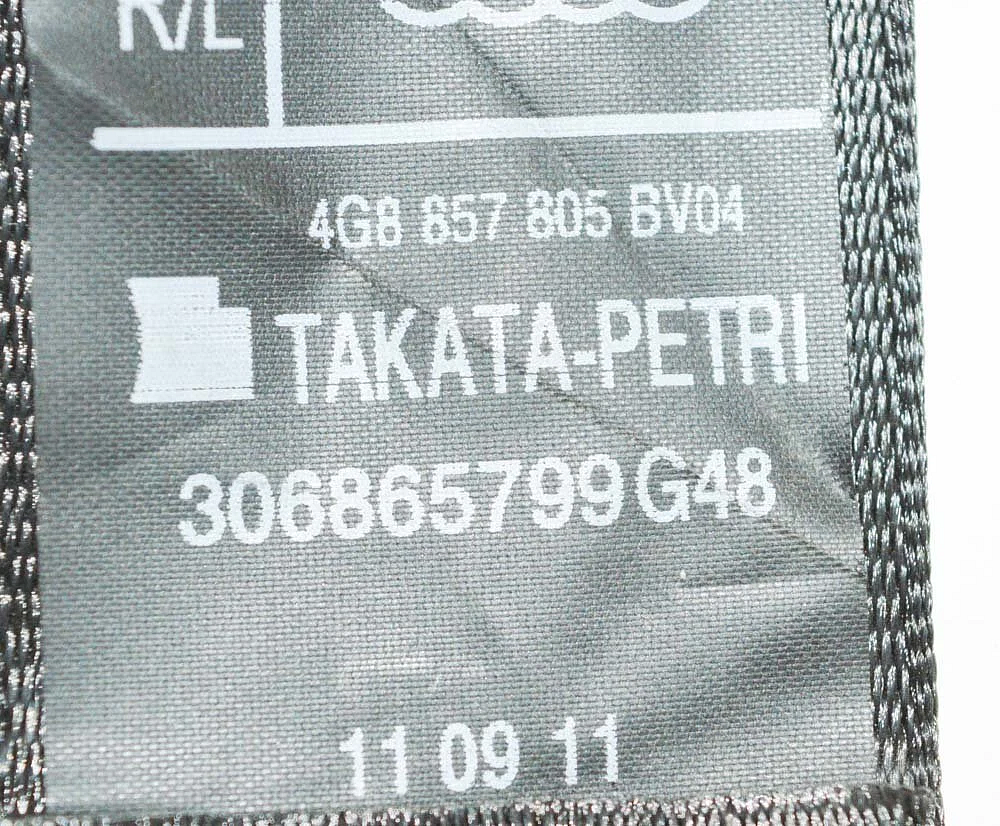 R/L
4G8 857 805 BV04
TAKATA-PETRI
306865799G48
11 09 11